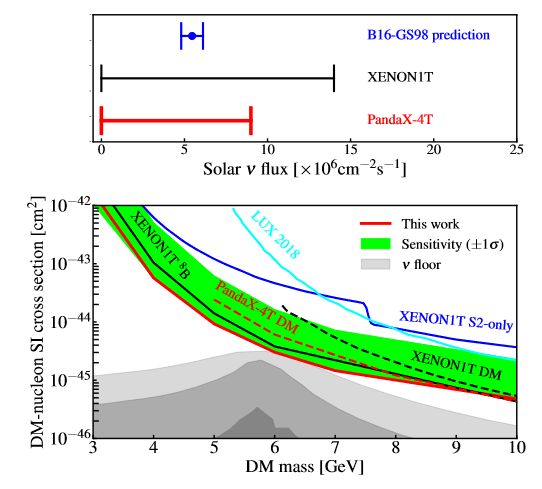 B16-GS98 prediction
XENON1T
PandaX-4T
0 5 10 15 20 25
Solar ν flux [×10⁶cm⁻²s⁻¹]
DM-nucleon SI cross section [cm²]
10⁻⁴²
10⁻⁴³
10⁻⁴⁴
10⁻⁴⁵
10⁻⁴⁶
LUX 2018
XENON1T ⁸B
PandaX-4T DM
This work
Sensitivity (±1σ)
ν floor
XENON1T S2-only
XENON1T DM
3 4 5 6 7 8 9 10
DM mass [GeV]